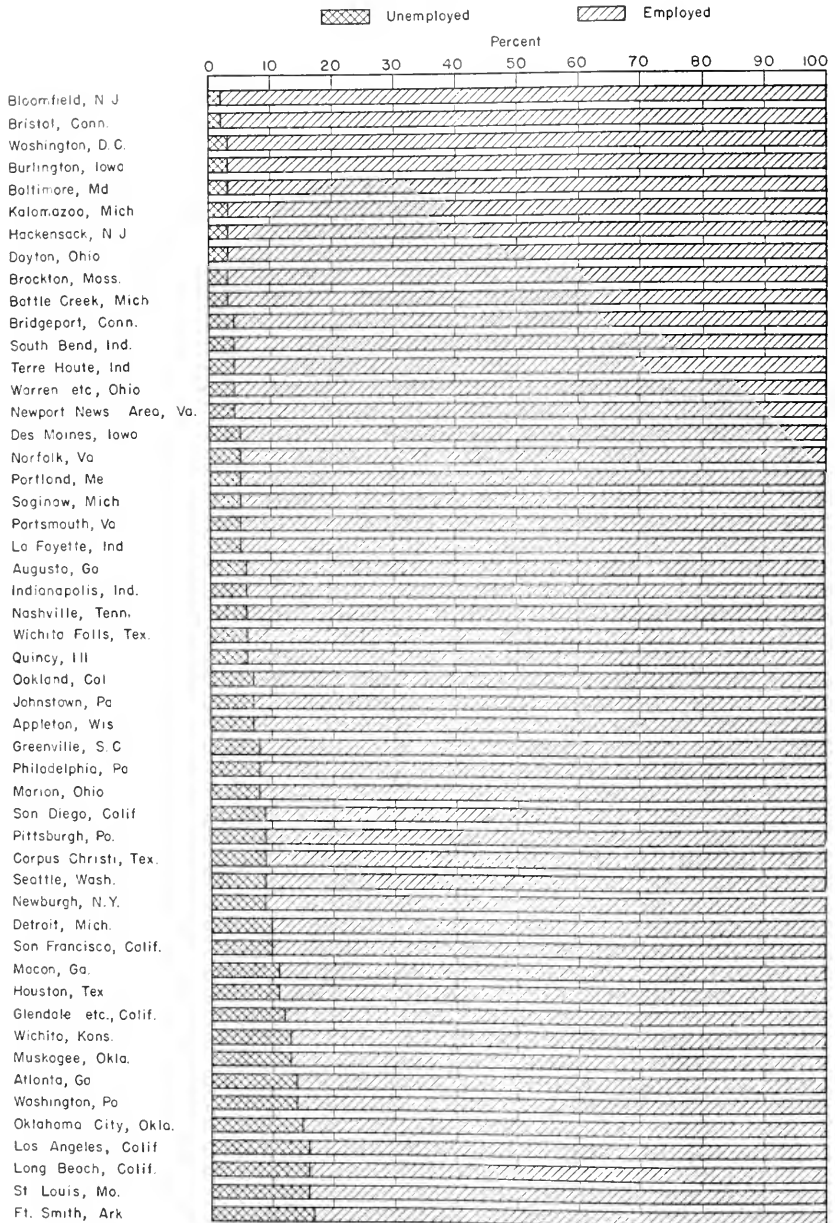 Unemployed Employed
Percent
0 10 20 30 40 50 60 70 80 90 100
Bloomfield, N J
Bristol, Conn.
Washington, D. C.
Burlington, Iowa
Baltimore, Md
Kalamazoo, Mich
Hackensack, N J
Dayton, Ohio
Brockton, Mass.
Battle Creek, Mich
Bridgeport, Conn.
South Bend, Ind.
Terre Haute, Ind
Warren etc, Ohio
Newport News Area, Va.
Des Moines, Iowa
Norfolk, Va
Portland, Me
Saginaw, Mich
Portsmouth, Va
La Fayette, Ind
Augusta, Ga
Indianapolis, Ind.
Nashville, Tenn.
Wichita Falls, Tex.
Quincy, Ill
Oakland, Cal
Johnstown, Pa
Appleton, Wis
Greenville, S. C
Philadelphia, Pa
Marion, Ohio
San Diego, Calif
Pittsburgh, Pa.
Corpus Christi, Tex.
Seattle, Wash.
Newburgh, N.Y.
Detroit, Mich.
San Francisco, Calif.
Macon, Ga.
Houston, Tex
Glendale etc., Calif.
Wichita, Kans.
Muskogee, Okla.
Atlanta, Ga
Washington, Pa
Oklahoma City, Okla.
Los Angeles, Calif
Long Beach, Calif.
St Louis, Mo.
Ft. Smith, Ark